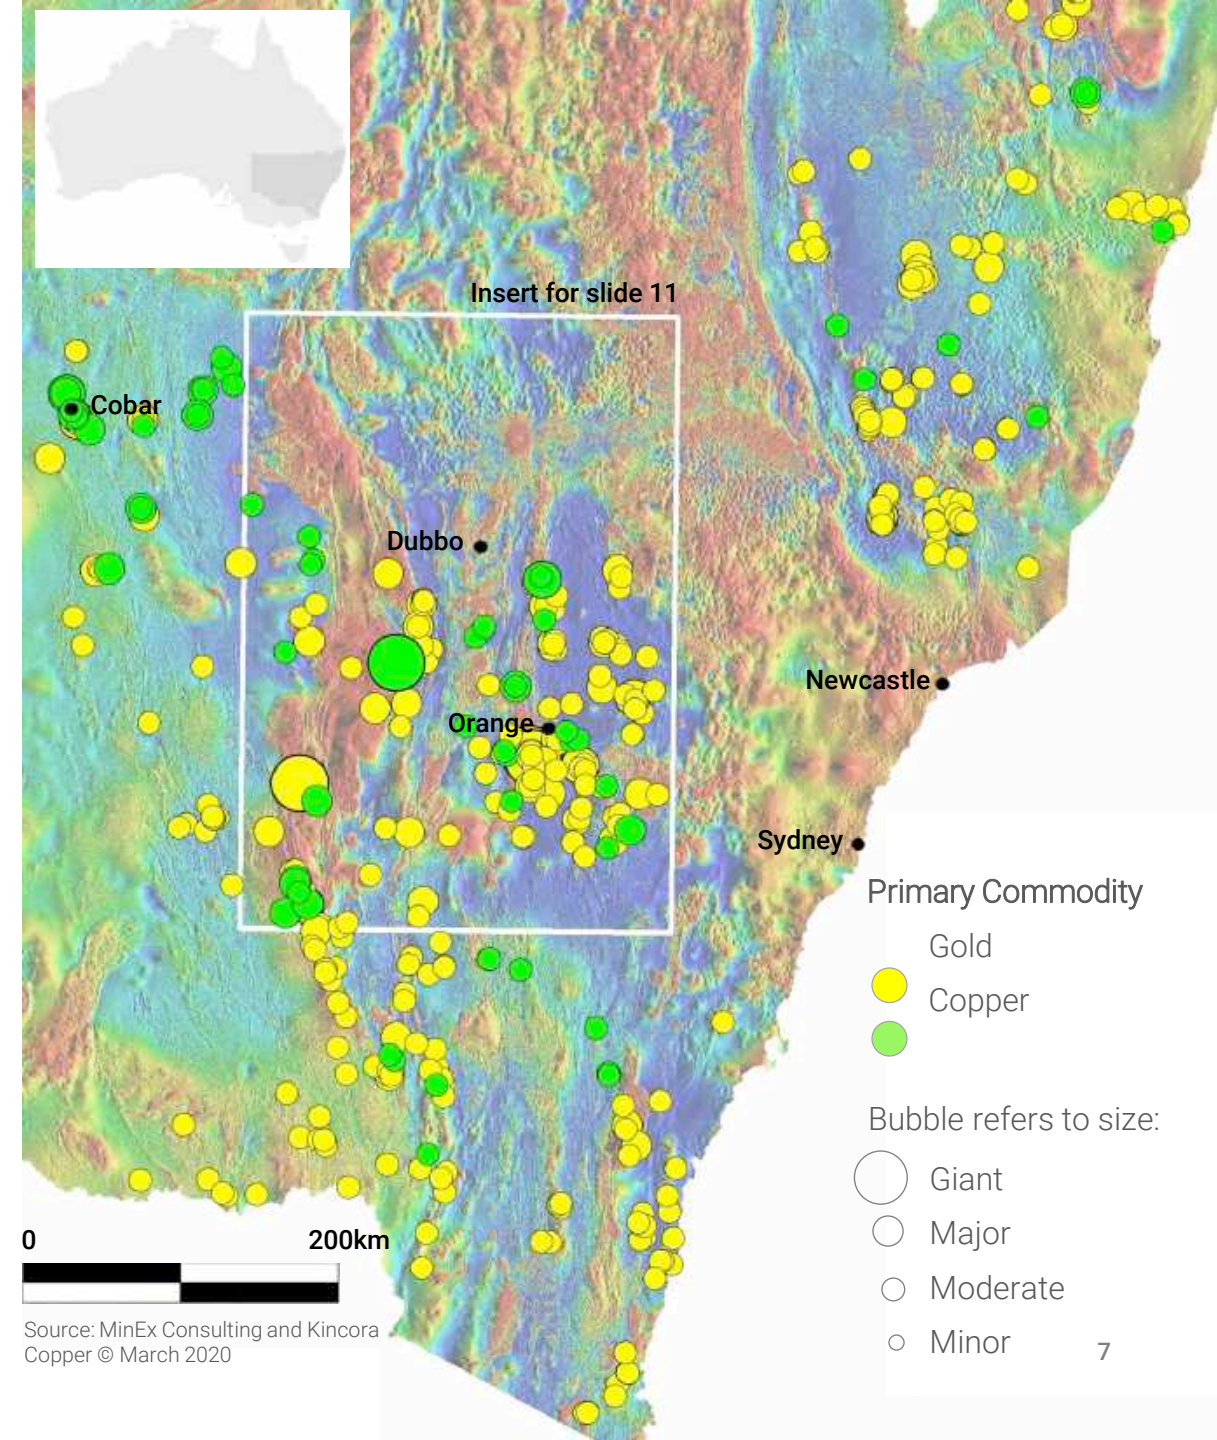 Insert for slide 11
Cobar
Dubbo
Newcastle
Orange
Sydney
Primary Commodity
Gold
Copper
Bubble refers to size:
Giant
Major
Moderate
Minor
0 200km
Source: MinEx Consulting and Kincora
Copper © March 2020
7